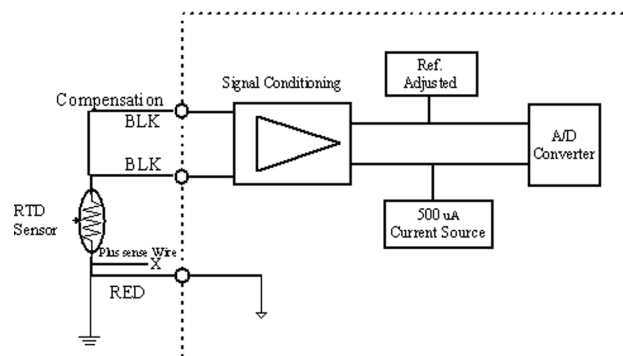 Ref.
Adjusted
Signal Conditioning
Compensation
BLK
A/D
Converter
BLK
RTD
Sensor
500 uA
Current Source
Plus sense Wire
X
RED